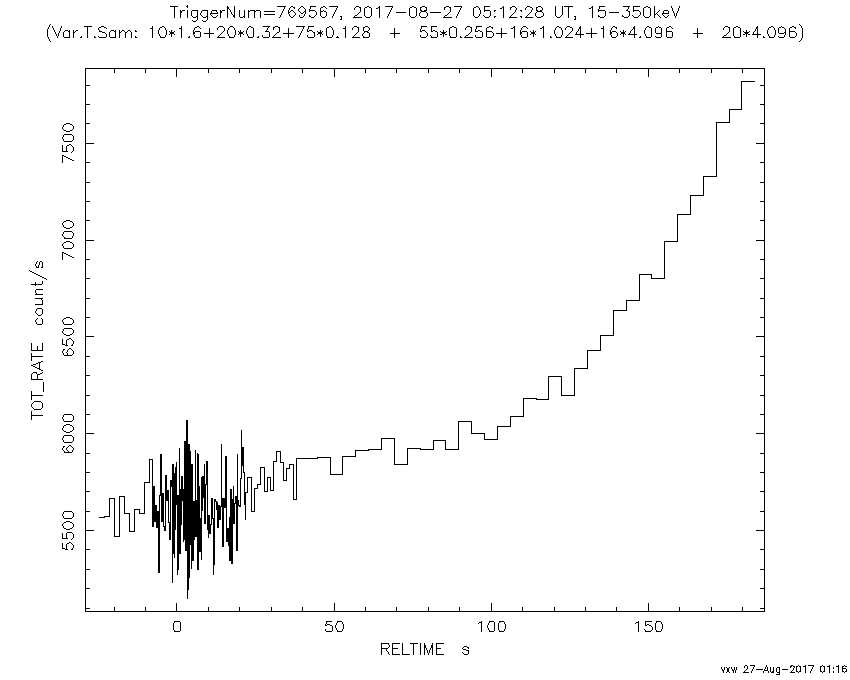 TriggerNum=769567, 2017-08-27 05:12:28 UT, 15-350keV
(Var.T.Sam: 10*1.6+20*0.32+75*0.128 + 55*0.256+16*1.024+16*4.096 + 20*4.096)
7500
7000
6500
6000
5500
TOT_RATE count/s
0 50 100 150
RELTIME s
vxw 27-Aug-2017 01:16